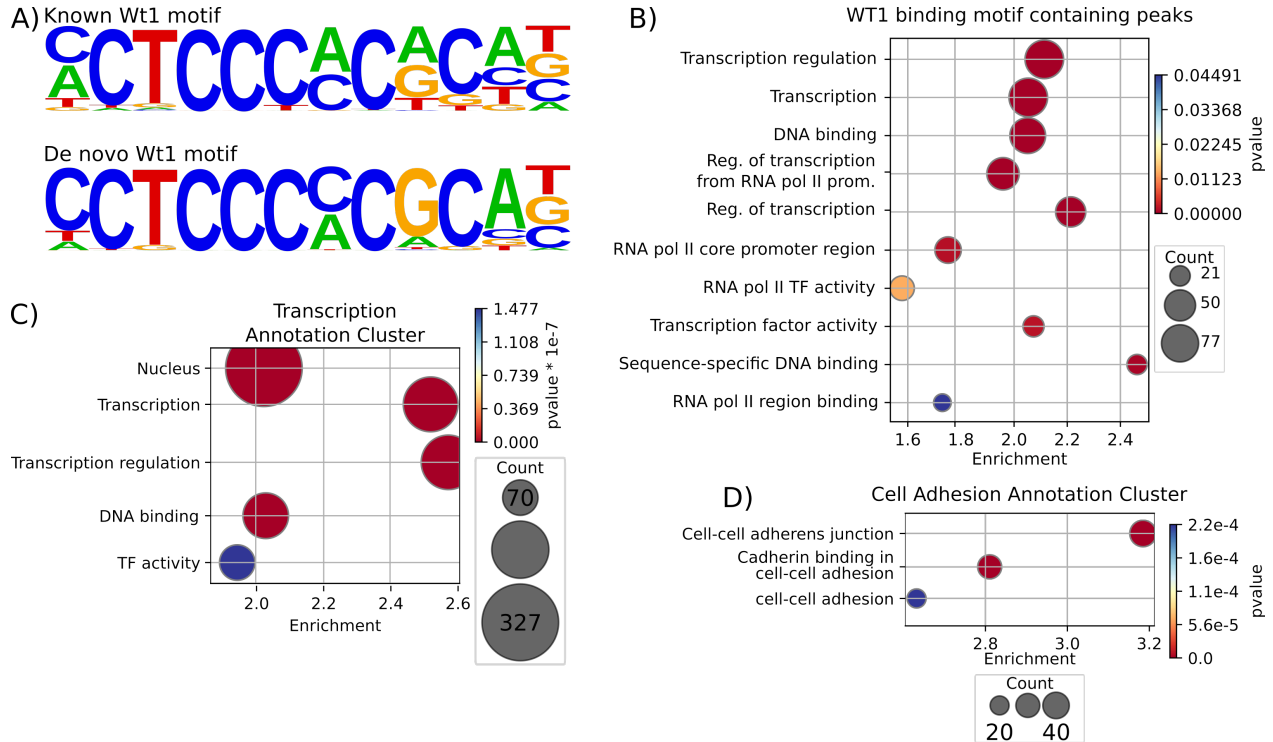 A)
Known Wt1 motif
De novo Wt1 motif
B)
WT1 binding motif containing peaks
Transcription regulation
Transcription
DNA binding
Reg. of transcription
from RNA pol II prom.
Reg. of transcription
RNA pol II core promoter region
RNA pol II TF activity
Transcription factor activity
Sequence-specific DNA binding
RNA pol II region binding
1.6 1.8 2.0 2.2 2.4
Enrichment
0.04491
0.03368
0.02245
0.01123
0.00000
pvalue
Count
21
50
77
C)
Transcription
Annotation Cluster
Nucleus
Transcription
Transcription regulation
DNA binding
TF activity
2.0 2.2 2.4 2.6
Enrichment
1.477
1.108
0.739
0.369
0.000
pvalue * 1e-7
Count
70
327
D)
Cell Adhesion Annotation Cluster
Cell-cell adherens junction
Cadherin binding in
cell-cell adhesion
cell-cell adhesion
2.8 3.0 3.2
Enrichment
2.2e-4
1.6e-4
1.1e-4
5.6e-5
0.0
pvalue
Count
20 40